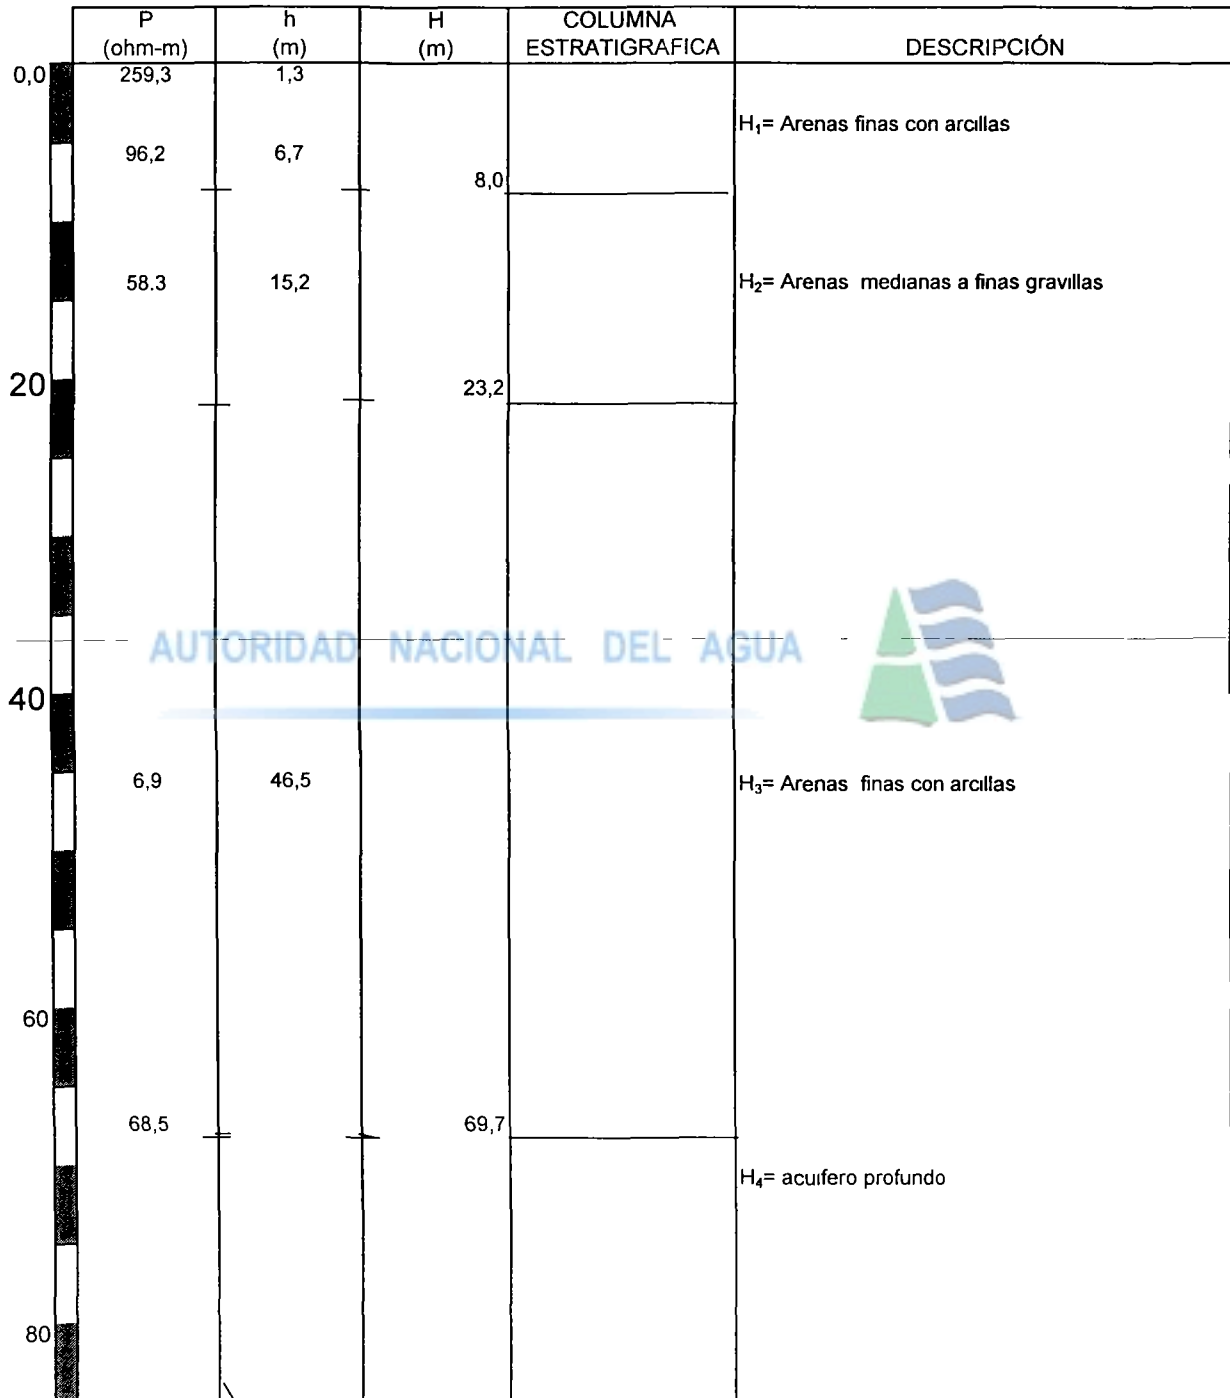 P h H COLUMNA
(ohm-m) (m) (m) ESTRATIGRAFICA DESCRIPCIÓN
0,0 259,3 1,3
H₁= Arenas finas con arcillas
96,2 6,7
8,0
58.3 15,2 H₂= Arenas medianas a finas gravillas
20 23,2
AUTORIDAD NACIONAL DEL AGUA
40
6,9 46,5 H₃= Arenas finas con arcillas
60
68,5 69,7
H₄= acuifero profundo
80